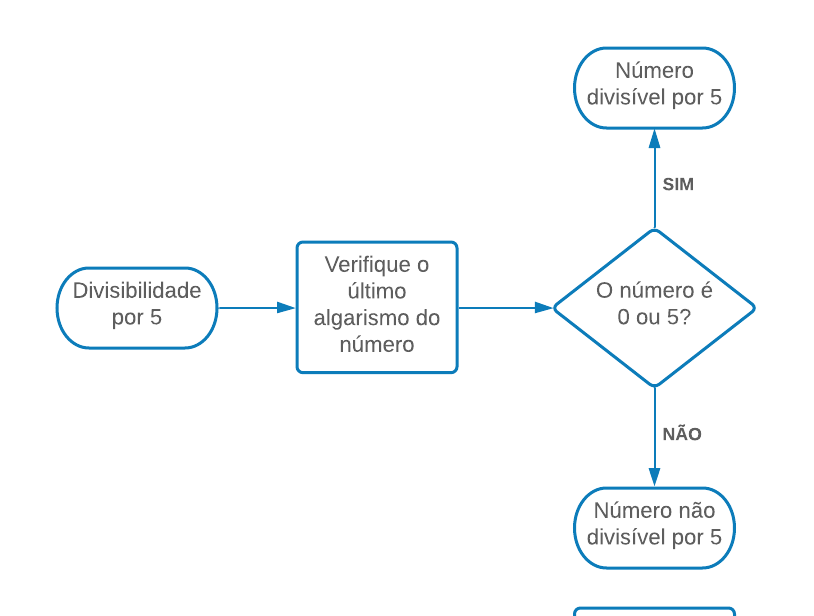 Número
divisível por 5
SIM
Divisibilidade
por 5
Verifique o
último
algarismo do
número
O número é
0 ou 5?
NÃO
Número não
divisível por 5